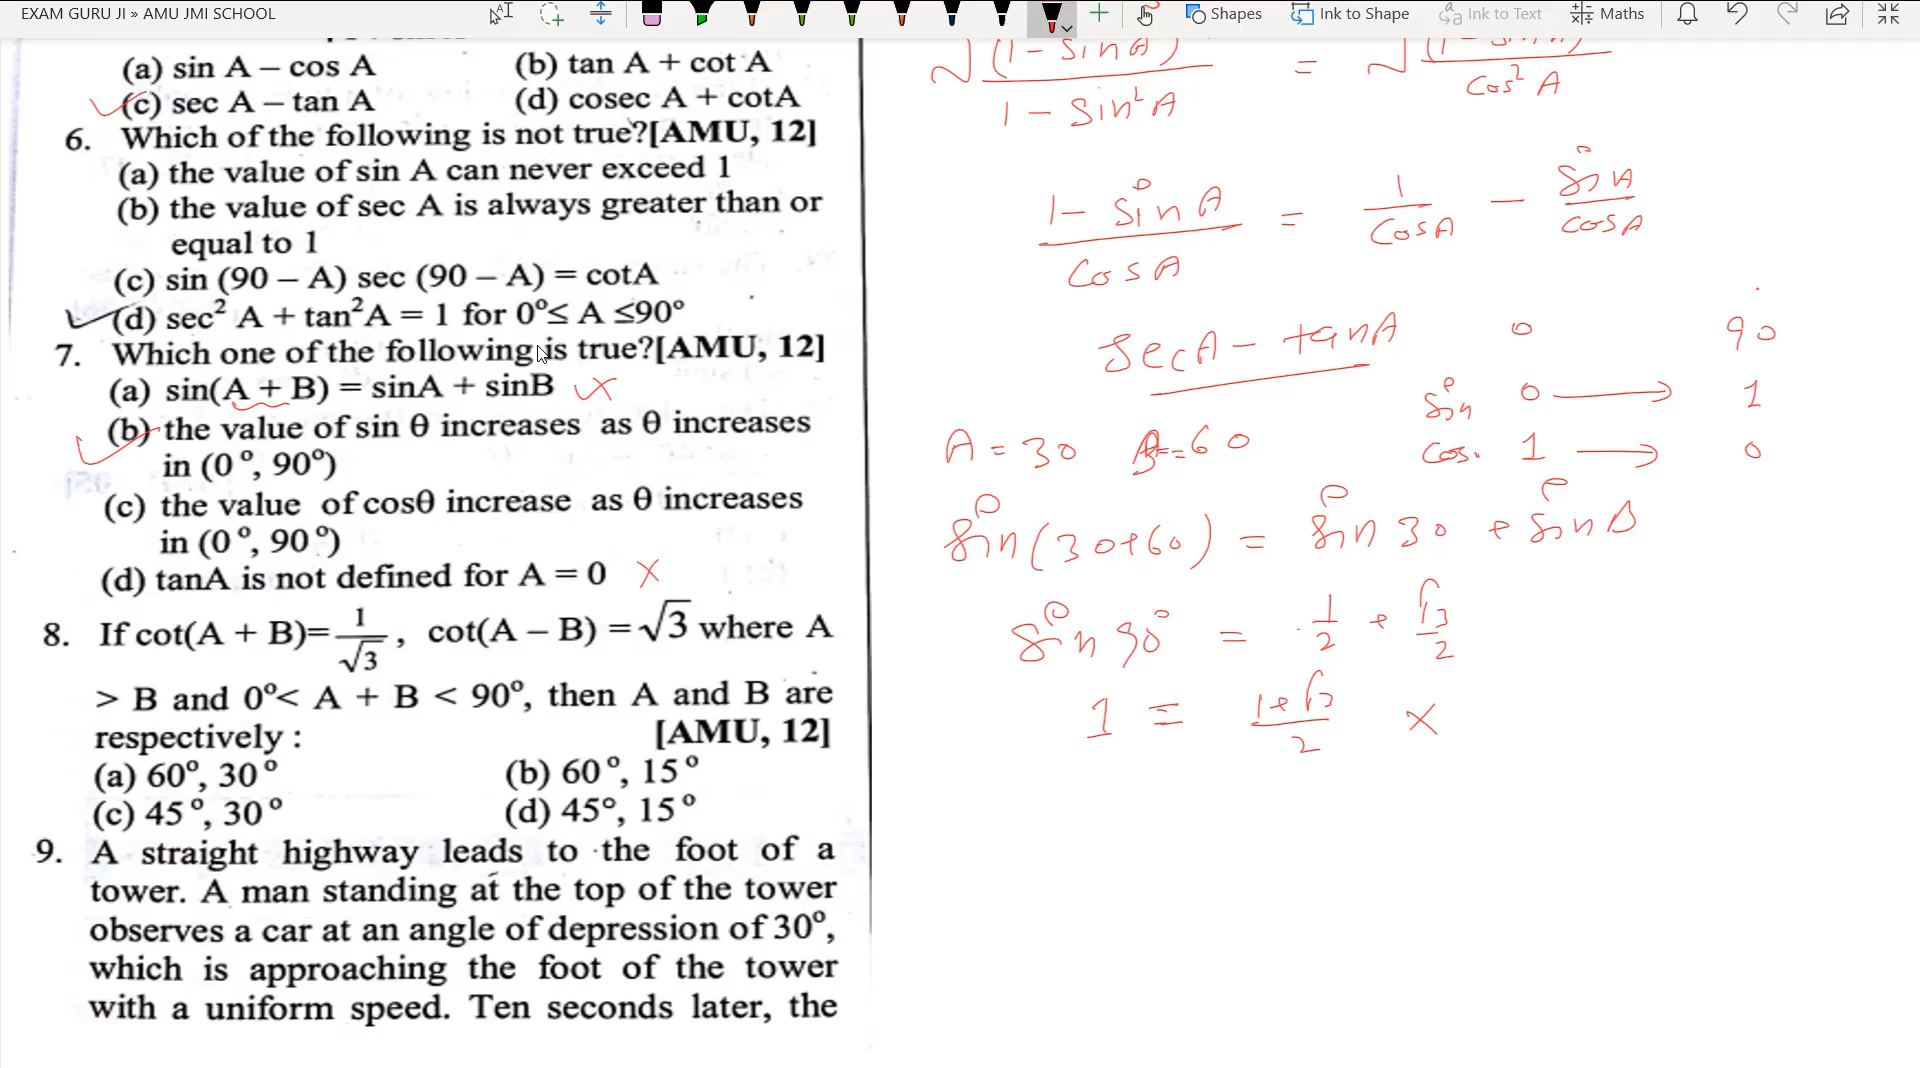 EXAM GURU JI » AMU JMI SCHOOL
Shapes
Ink to Shape
Ink to Text
Maths
(a) sin A – cos A (b) tan A + cot A
(c) sec A – tan A (d) cosec A + cotA
6. Which of the following is not true?[AMU, 12]
(a) the value of sin A can never exceed 1
(b) the value of sec A is always greater than or
equal to 1
(c) sin (90 – A) sec (90 – A) = cotA
(d) sec² A + tan²A = 1 for 0°≤ A ≤90°
7. Which one of the following is true?[AMU, 12]
(a) sin(A + B) = sinA + sinB
(b) the value of sin θ increases as θ increases
in (0°, 90°)
(c) the value of cosθ increase as θ increases
in (0°, 90°)
(d) tanA is not defined for A = 0
8. If cot(A + B)= 1/√3 , cot(A – B) = √3 where A
> B and 0°< A + B < 90°, then A and B are
respectively : [AMU, 12]
(a) 60°, 30° (b) 60°, 15°
(c) 45°, 30° (d) 45°, 15°
9. A straight highway leads to the foot of a
tower. A man standing at the top of the tower
observes a car at an angle of depression of 30°,
which is approaching the foot of the tower
with a uniform speed. Ten seconds later, the
1 – sin²A
cos² A
1 – sin A / cos A = 1 / cos A – sin A / cos A
sec A – tan A
0 90
sin 0 → 1
cos. 1 → 0
A = 30 B = 60
sin(30+60) = sin 30 + sin B
sin 90° = 1/2 + √3/2
1 = 1+√3 / 2 ×